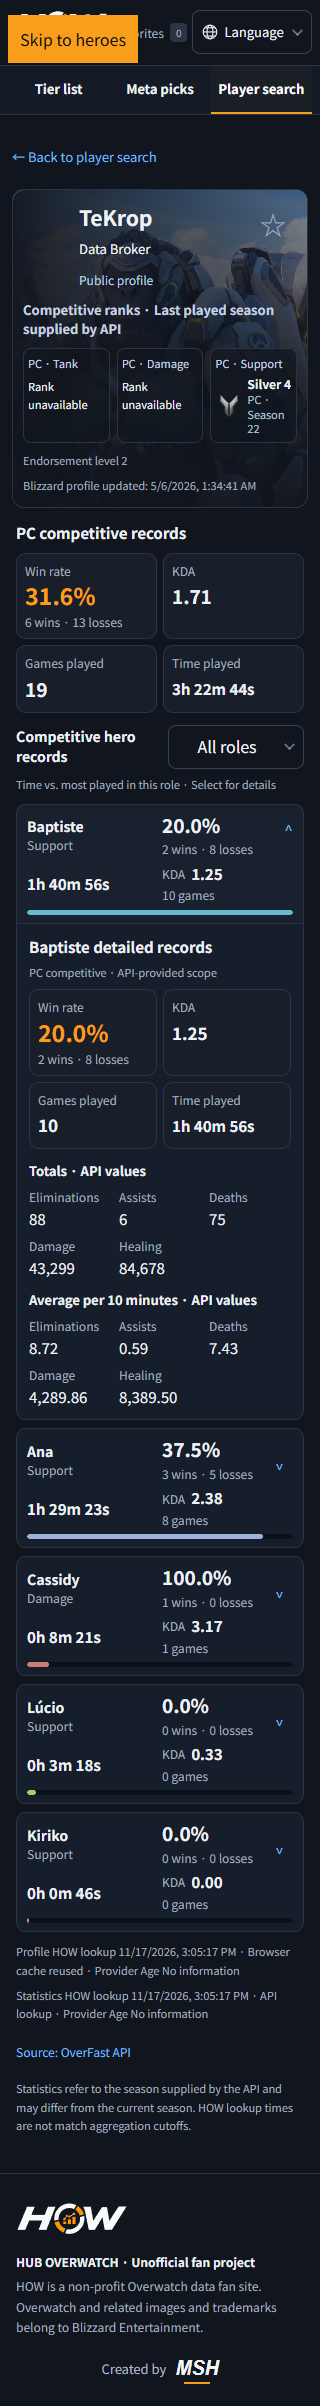 Skip to heroes
orites 0
Language
Tier list
Meta picks
Player search
← Back to player search
TeKrop
Data Broker
Public profile
Competitive ranks · Last played season
supplied by API
PC · Tank
Rank
unavailable
PC · Damage
Rank
unavailable
PC · Support
Silver 4
PC ·
Season
22
Endorsement level 2
Blizzard profile updated: 5/6/2026, 1:34:41 AM
PC competitive records
Win rate
31.6%
6 wins · 13 losses
KDA
1.71
Games played
19
Time played
3h 22m 44s
Competitive hero
records
All roles
Time vs. most played in this role · Select for details
Baptiste
Support
1h 40m 56s
20.0%
2 wins · 8 losses
KDA 1.25
10 games
Baptiste detailed records
PC competitive · API-provided scope
Win rate
20.0%
2 wins · 8 losses
KDA
1.25
Games played
10
Time played
1h 40m 56s
Totals · API values
Eliminations
88
Assists
6
Deaths
75
Damage
43,299
Healing
84,678
Average per 10 minutes · API values
Eliminations
8.72
Assists
0.59
Deaths
7.43
Damage
4,289.86
Healing
8,389.50
Ana
Support
1h 29m 23s
37.5%
3 wins · 5 losses
KDA 2.38
8 games
Cassidy
Damage
0h 8m 21s
100.0%
1 wins · 0 losses
KDA 3.17
1 games
Lúcio
Support
0h 3m 18s
0.0%
0 wins · 0 losses
KDA 0.33
0 games
Kiriko
Support
0h 0m 46s
0.0%
0 wins · 0 losses
KDA 0.00
0 games
Profile HOW lookup 11/17/2026, 3:05:17 PM · Browser
cache reused · Provider Age No information
Statistics HOW lookup 11/17/2026, 3:05:17 PM · API
lookup · Provider Age No information
Source: OverFast API
Statistics refer to the season supplied by the API and
may differ from the current season. HOW lookup times
are not match aggregation cutoffs.
HOW
HUB OVERWATCH · Unofficial fan project
HOW is a non-profit Overwatch data fan site.
Overwatch and related images and trademarks
belong to Blizzard Entertainment.
Created by MSH